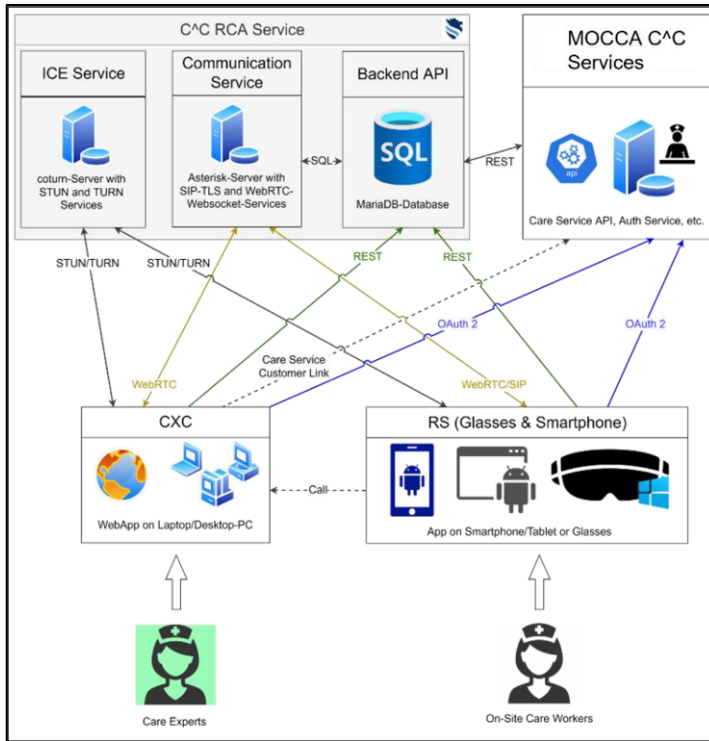 C^C RCA Service
ICE Service
coturn-Server with
STUN and TURN
Services
Communication
Service
Asterisk-Server with
SIP-TLS and WebRTC-
Websocket-Services
SQL
Backend API
SQL
MariaDB-Database
REST
MOCCA C^C
Services
api
Care Service API, Auth Service, etc.
STUN/TURN
STUN/TURN
REST
REST
OAuth 2
OAuth 2
Care Service
Customer Link
WebRTC
WebRTC/SIP
CXC
WebApp on Laptop/Desktop-PC
Call
RS (Glasses & Smartphone)
App on Smartphone/Tablet or Glasses
Care Experts
On-Site Care Workers